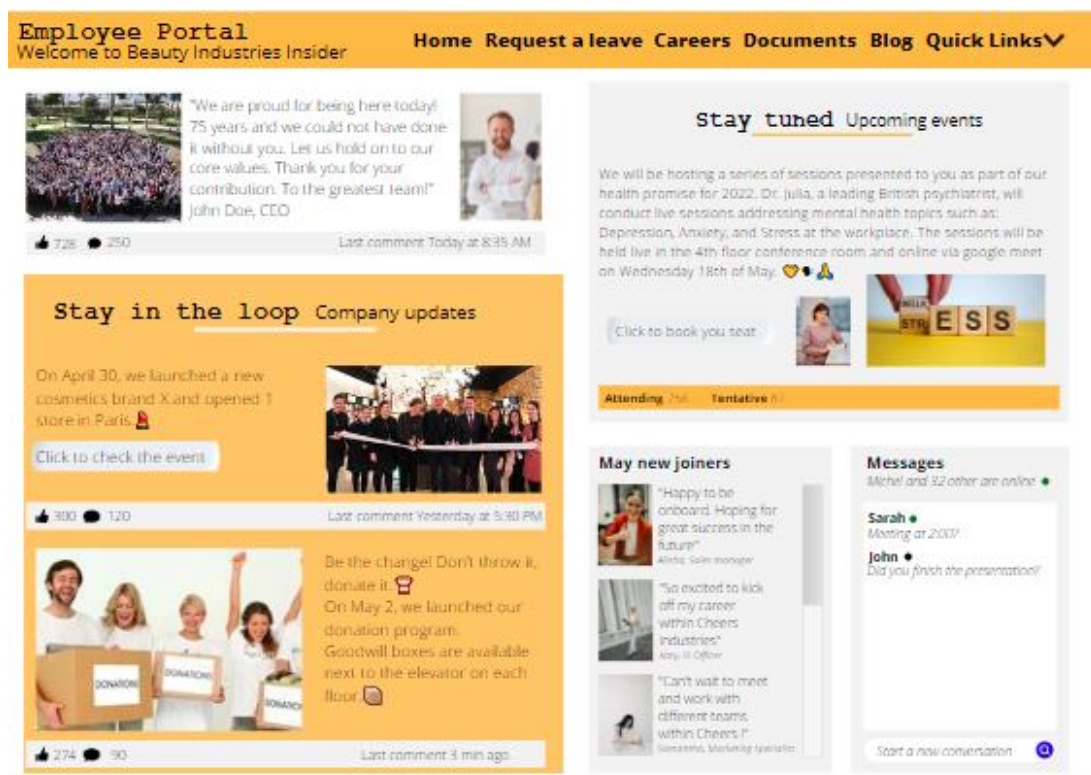 Employee Portal
Welcome to Beauty Industries Insider
Home Request a leave Careers Documents Blog Quick Links
"We are proud for being here today!
75 years and we could not have done
it without you. Let us hold on to our
core values. Thank you for your
contribution. To the greatest team!"
John Doe, CEO
728 250 Last comment Today at 8:35 AM
Stay in the loop Company updates
On April 30, we launched a new
cosmetics brand X and opened 1
store in Paris.
Click to check the event
300 120 Last comment Yesterday at 5:30 PM
DONATIONS
DONATIONS
DONATIONS
Be the change! Don't throw it,
donate it.
On May 2, we launched our
donation program.
Goodwill boxes are available
next to the elevator on each
floor.
274 90 Last comment 3 min ago
Stay tuned Upcoming events
We will be hosting a series of sessions presented to you as part of our
health promise for 2022. Dr. Julia, a leading British psychiatrist, will
conduct live sessions addressing mental health topics such as:
Depression, Anxiety, and Stress at the workplace. The sessions will be
held live in the 4th floor conference room and online via google meet
on Wednesday 18th of May.
Click to book you seat
STR E S S
Attending 256 Tentative
May new joiners
"Happy to be
onboard. Hoping for
great success in the
future"
Sales manager
"So excited to kick
off my career
within Cheers
Industries"
Officer
"Can't wait to meet
and work with
different teams
within Cheers !"
Samantha, Marketing specialist
Messages
Michel and 32 other are online
Sarah
Meeting at 2:00?
John
Did you finish the presentation?
Start a new conversation